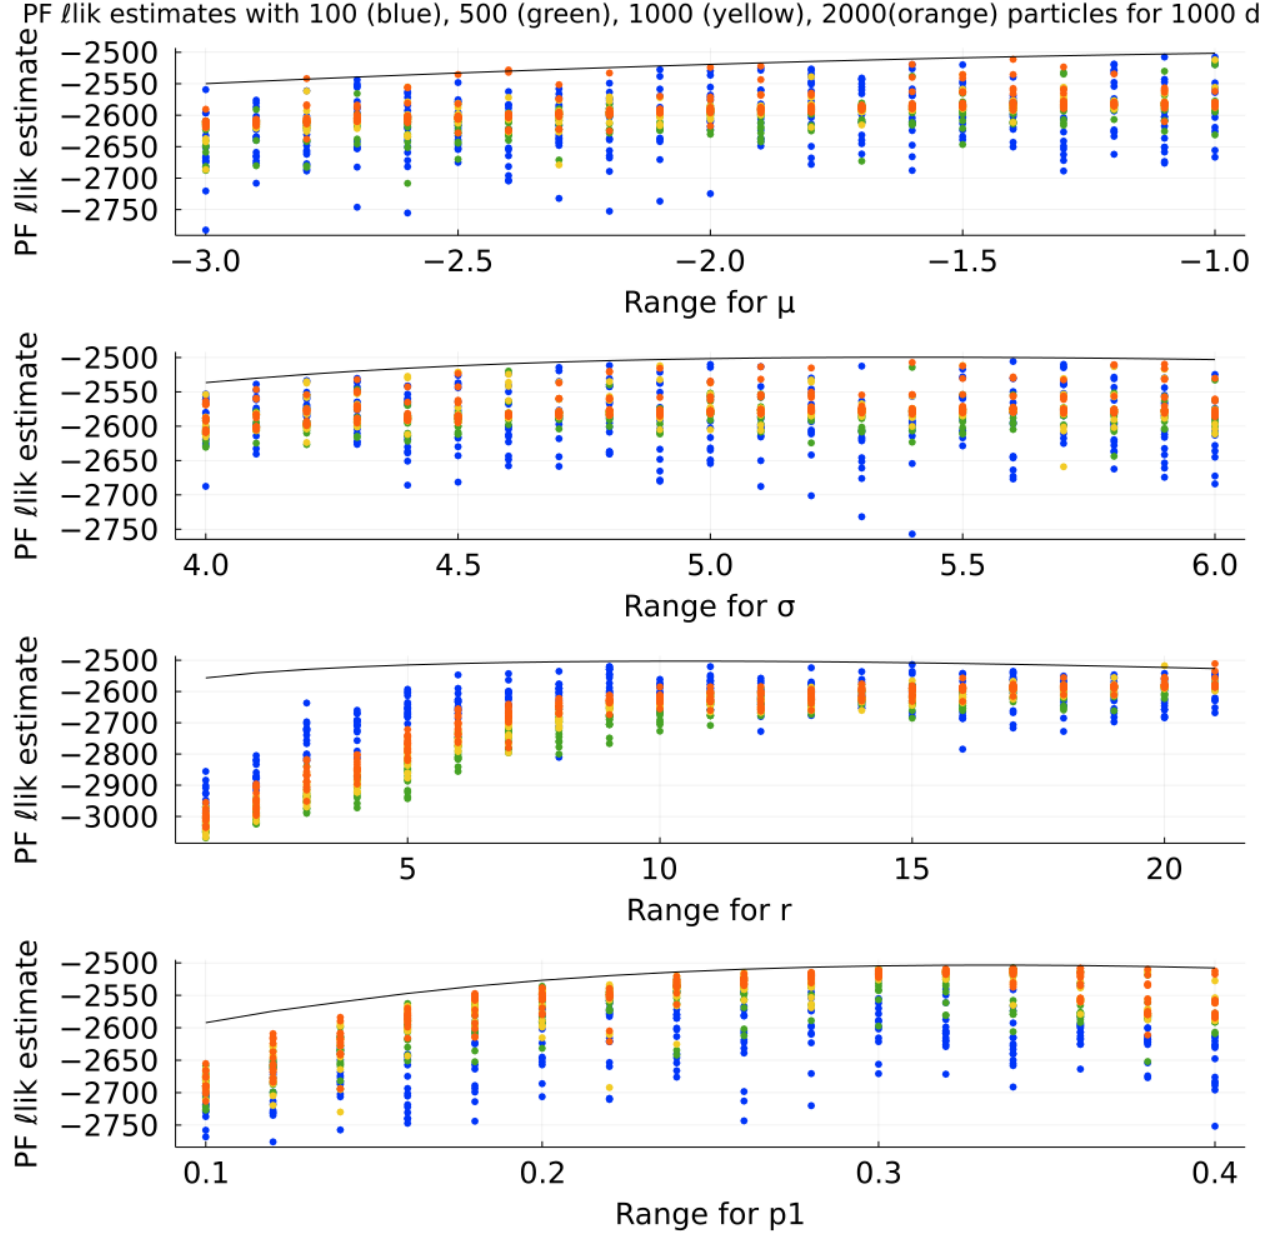 PF ℓlik estimates with 100 (blue), 500 (green), 1000 (yellow), 2000(orange) particles for 1000 d
PF ℓlik estimate
−2500
−2550
−2600
−2650
−2700
−2750
−3.0 −2.5 −2.0 −1.5 −1.0
Range for μ
PF ℓlik estimate
−2500
−2550
−2600
−2650
−2700
−2750
4.0 4.5 5.0 5.5 6.0
Range for σ
PF ℓlik estimate
−2500
−2600
−2700
−2800
−2900
−3000
5 10 15 20
Range for r
PF ℓlik estimate
−2500
−2550
−2600
−2650
−2700
−2750
0.1 0.2 0.3 0.4
Range for p1